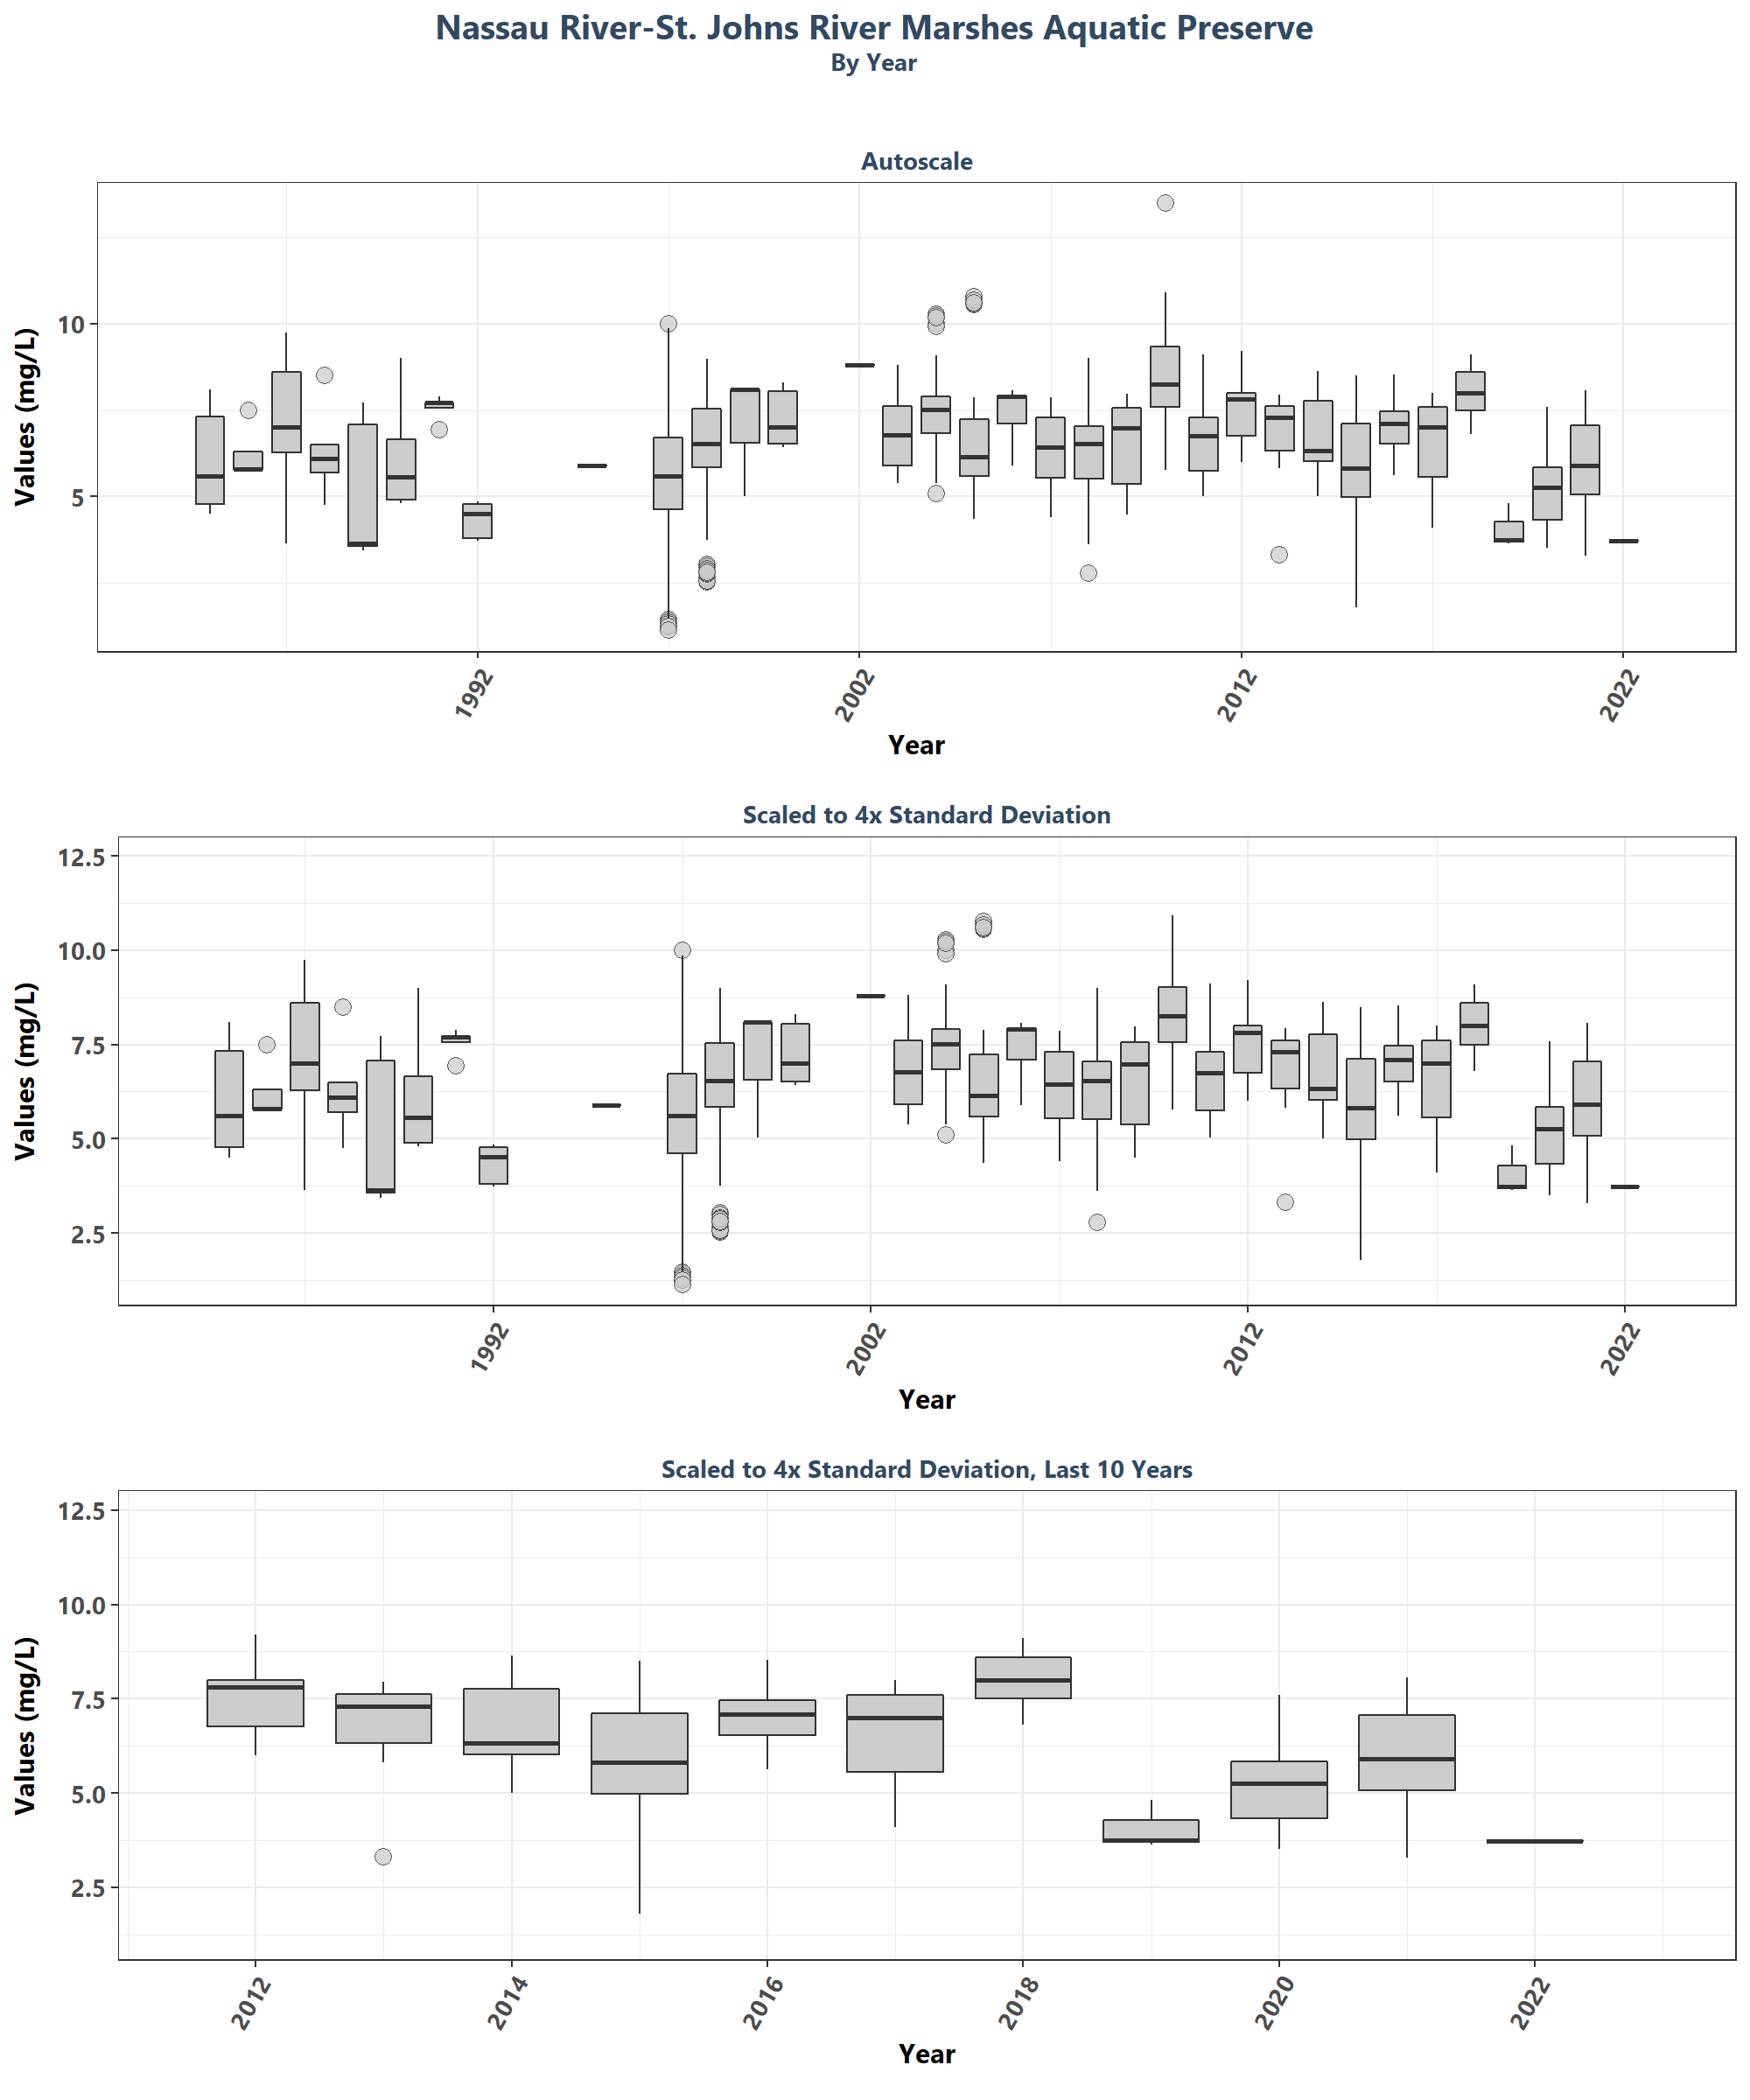 Nassau River-St. Johns River Marshes Aquatic Preserve
By Year
Autoscale
Values (mg/L)
10
5
1992
2002
2012
2022
Year
Scaled to 4x Standard Deviation
Values (mg/L)
12.5
10.0
7.5
5.0
2.5
1992
2002
2012
2022
Year
Scaled to 4x Standard Deviation, Last 10 Years
Values (mg/L)
12.5
10.0
7.5
5.0
2.5
2012
2014
2016
2018
2020
2022
Year